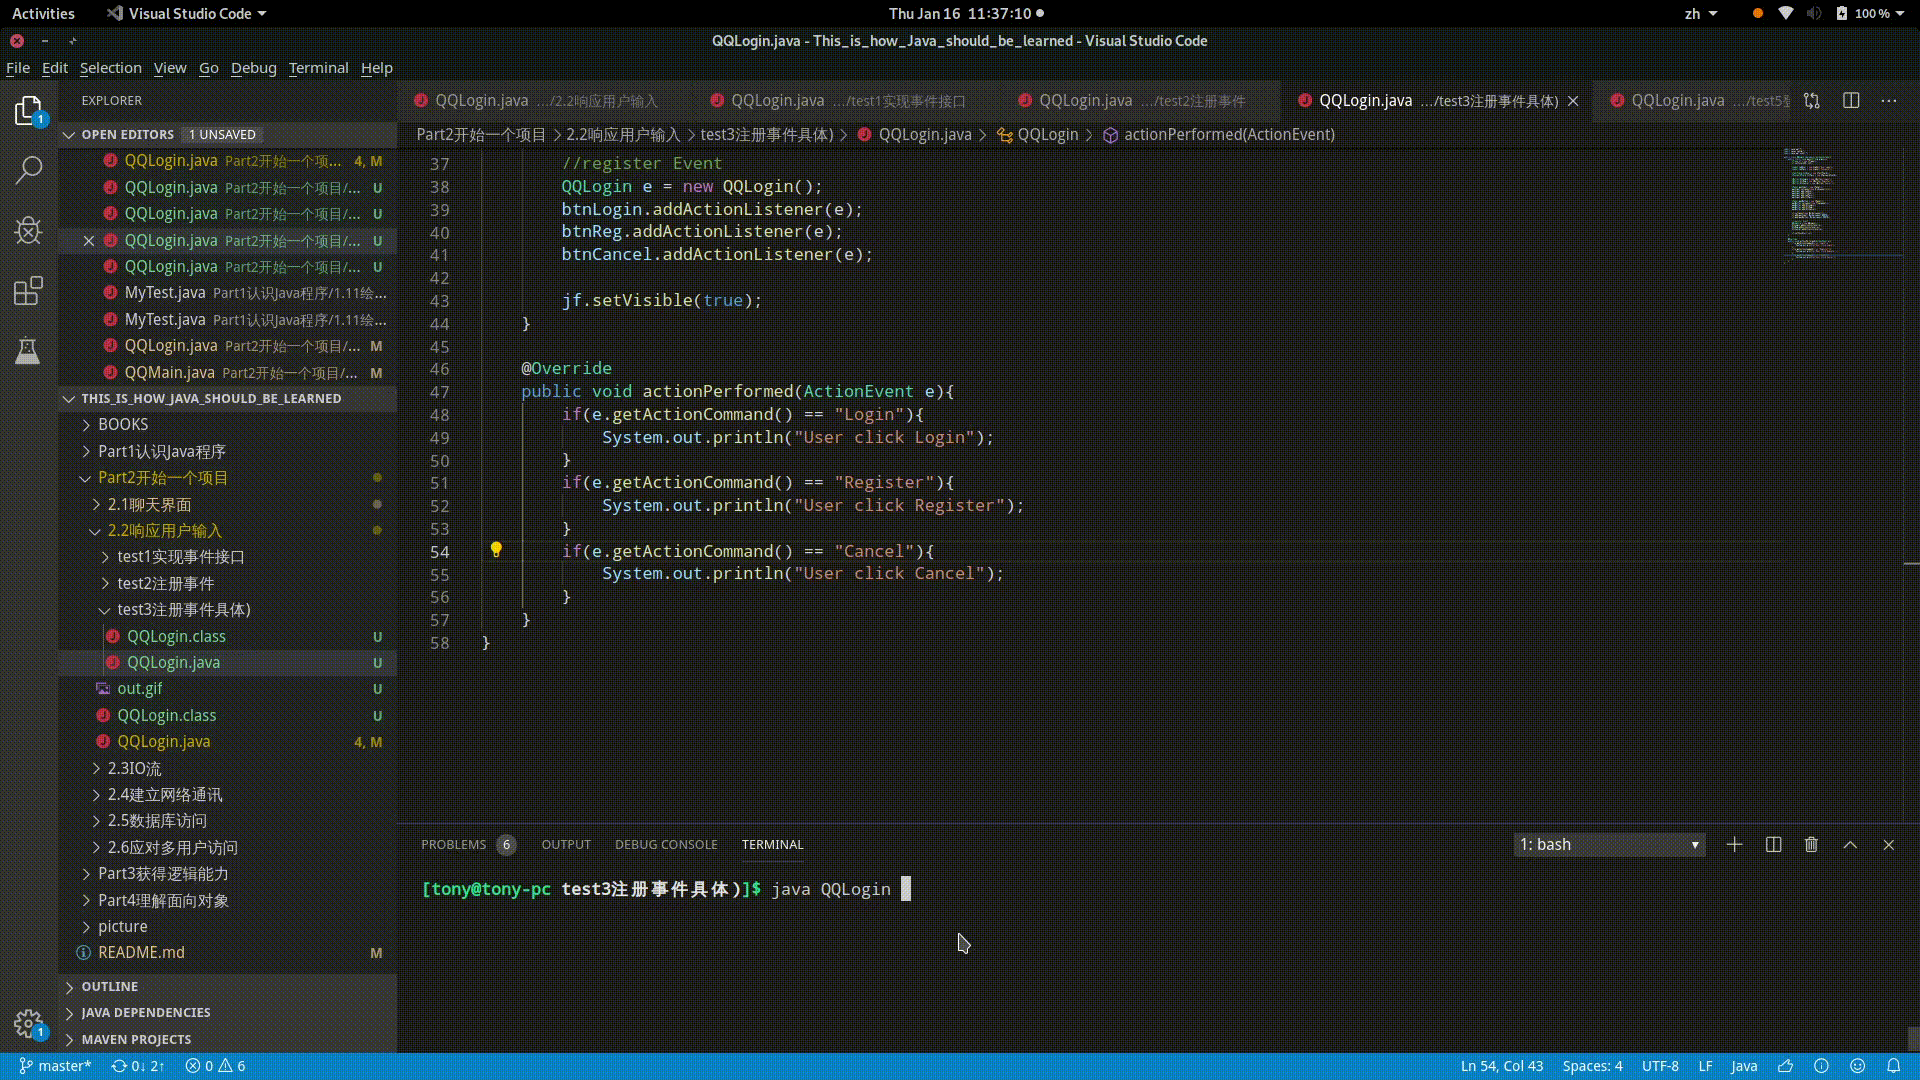 Activities
Visual Studio Code
Thu Jan 16  11:37:10
zh
100 %
QQLogin.java - This_is_how_Java_should_be_learned - Visual Studio Code
File Edit Selection View Go Debug Terminal Help
EXPLORER
QQLogin.java .../2.2响应用户输入
QQLogin.java .../test1实现事件接口
QQLogin.java .../test2注册事件
QQLogin.java .../test3注册事件具体)
QQLogin.java .../test5
1
OPEN EDITORS 1 UNSAVED
Part2开始一个项目 > 2.2响应用户输入 > test3注册事件具体) > QQLogin.java > QQLogin > actionPerformed(ActionEvent)
QQLogin.java Part2开始一个项... 4, M
QQLogin.java Part2开始一个项目/... U
QQLogin.java Part2开始一个项目/... U
QQLogin.java Part2开始一个项目/... U
QQLogin.java Part2开始一个项目/... U
MyTest.java Part1认识Java程序/1.11绘...
MyTest.java Part1认识Java程序/1.11绘...
QQLogin.java Part2开始一个项目/... M
QQMain.java Part2开始一个项目/... M
THIS_IS_HOW_JAVA_SHOULD_BE_LEARNED
BOOKS
Part1认识Java程序
Part2开始一个项目
2.1聊天界面
2.2响应用户输入
test1实现事件接口
test2注册事件
test3注册事件具体)
QQLogin.class U
QQLogin.java U
out.gif U
QQLogin.class U
QQLogin.java 4, M
2.3IO流
2.4建立网络通讯
2.5数据库访问
2.6应对多用户访问
Part3获得逻辑能力
Part4理解面向对象
picture
README.md M
OUTLINE
JAVA DEPENDENCIES
MAVEN PROJECTS
1
37 //register Event
38 QQLogin e = new QQLogin();
39 btnLogin.addActionListener(e);
40 btnReg.addActionListener(e);
41 btnCancel.addActionListener(e);
42
43 jf.setVisible(true);
44 }
45
46 @Override
47 public void actionPerformed(ActionEvent e){
48 if(e.getActionCommand() == "Login"){
49 System.out.println("User click Login");
50 }
51 if(e.getActionCommand() == "Register"){
52 System.out.println("User click Register");
53 }
54 if(e.getActionCommand() == "Cancel"){
55 System.out.println("User click Cancel");
56 }
57 }
58 }
PROBLEMS 6 OUTPUT DEBUG CONSOLE TERMINAL
1: bash
[tony@tony-pc test3注册事件具体)]$ java QQLogin
master* 0↓ 2↑ 0 6
Ln 54, Col 43 Spaces: 4 UTF-8 LF Java